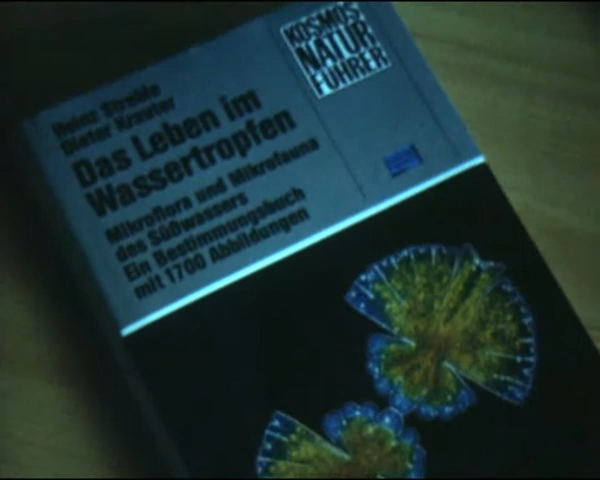 KOSMOS
NATUR
FÜHRER
Heinz Streble
Dieter Krauter
Das Leben im
Wassertropfen
Mikroflora und Mikrofauna
des Süßwassers
Ein Bestimmungsbuch
mit 1700 Abbildungen